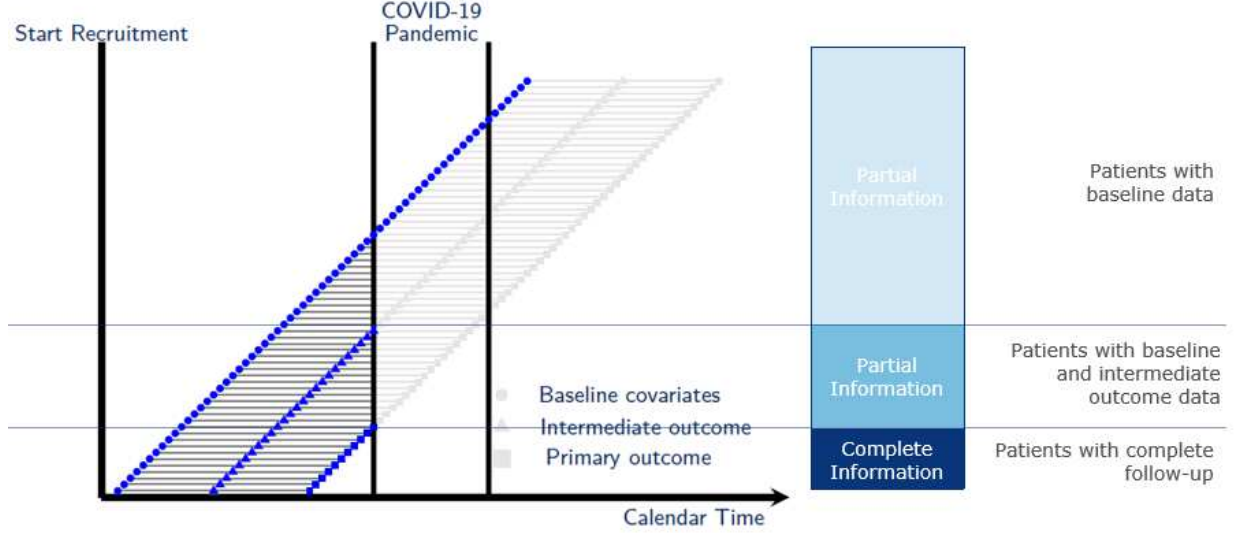 COVID-19
Start Recruitment
Pandemic
Partial
Information
Patients with
baseline data
Partial
Information
Patients with baseline
and intermediate
outcome data
Baseline covariates
Intermediate outcome
Primary outcome
Complete
Information
Patients with complete
follow-up
Calendar Time